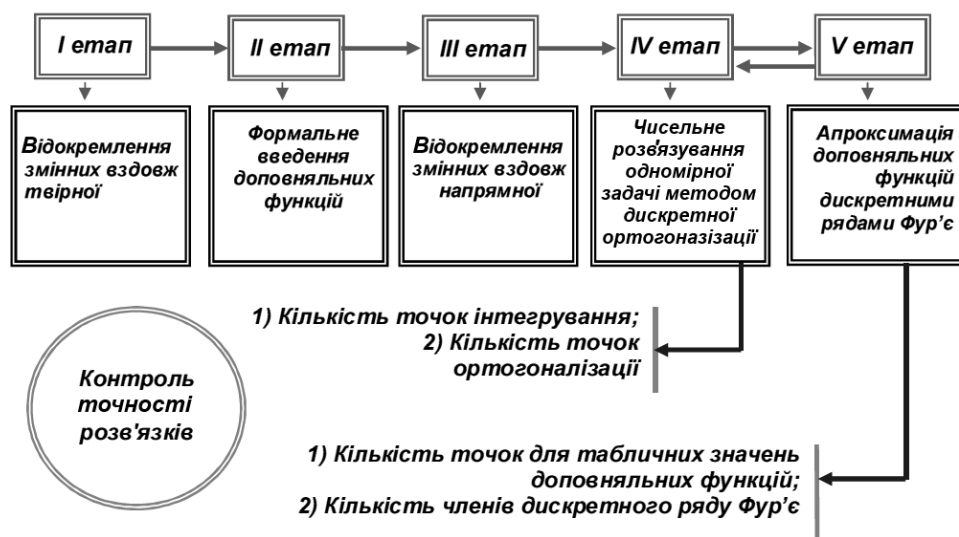 I етап
II етап
III етап
IV етап
V етап
Відокремлення
змінних вздовж
твірної
Формальне
введення
доповняльних
функцій
Відокремлення
змінних вздовж
напрямної
Чисельне
розв'язування
одномірної
задачі методом
дискретної
ортогоназізації
Апроксимація
доповняльних
функцій
дискретними
рядами Фур’є
1) Кількість точок інтегрування;
2) Кількість точок
ортогоналізації
Контроль
точності
розв'язків
1) Кількість точок для табличних значень
доповняльних функцій;
2) Кількість членів дискретного ряду Фур’є